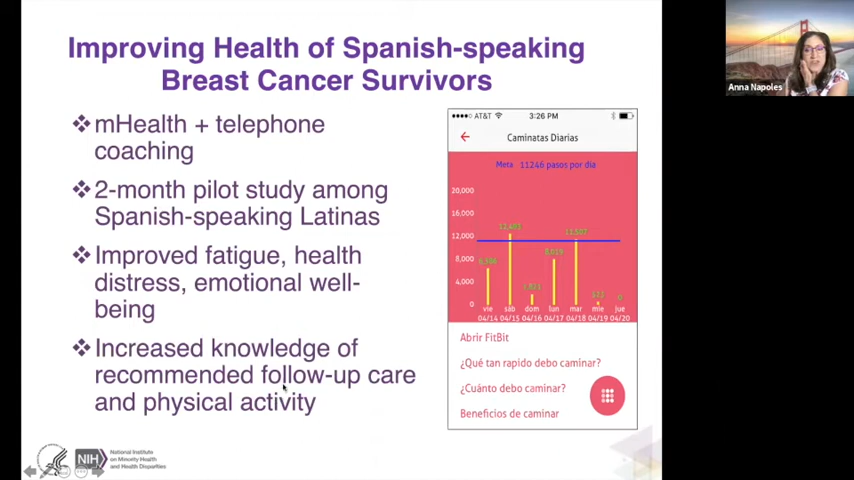 Improving Health of Spanish-speaking
Breast Cancer Survivors
❖mHealth + telephone
coaching
❖2-month pilot study among
Spanish-speaking Latinas
❖Improved fatigue, health
distress, emotional well-
being
❖Increased knowledge of
recommended follow-up care
and physical activity
AT&T 3:26 PM
Caminatas Diarias
Meta 11246 pasos por dia
20,000
16,000
12,000
8,000
4,000
0
vie sáb dom lun mar mie jue
04/14 04/15 04/16 04/17 04/18 04/19 04/20
Abrir FitBit
¿Qué tan rapido debo caminar?
¿Cuánto debo caminar?
Beneficios de caminar
NIH
National Institute
on Minority Health
and Health Disparities
Anna Napoles